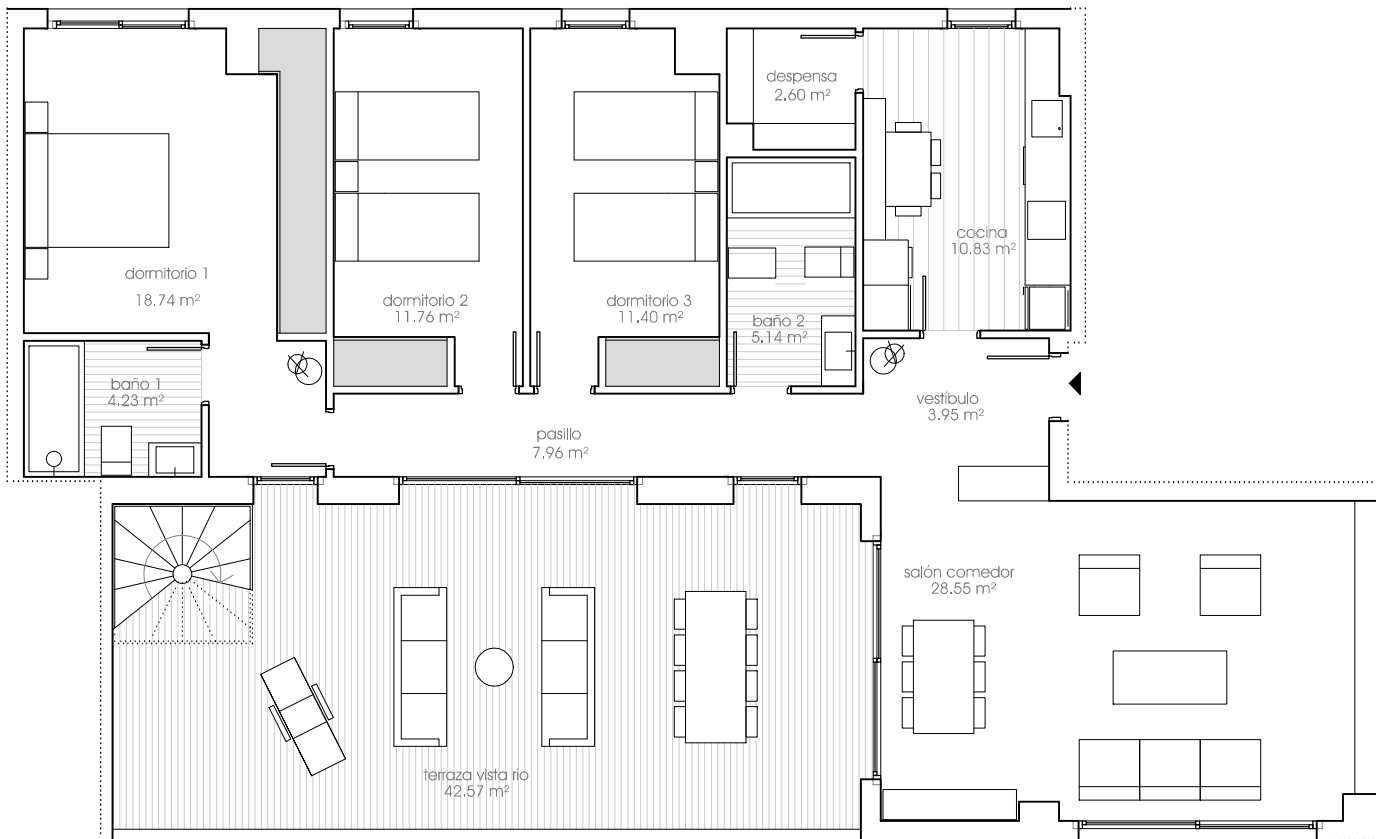 despensa
2.60 m²
cocina
10.83 m²
dormitorio 1
18.74 m²
dormitorio 2
11.76 m²
dormitorio 3
11.40 m²
baño 2
5.14 m²
baño 1
4.23 m²
vestíbulo
3.95 m²
pasillo
7.96 m²
salón comedor
28.55 m²
terraza vista río
42.57 m²